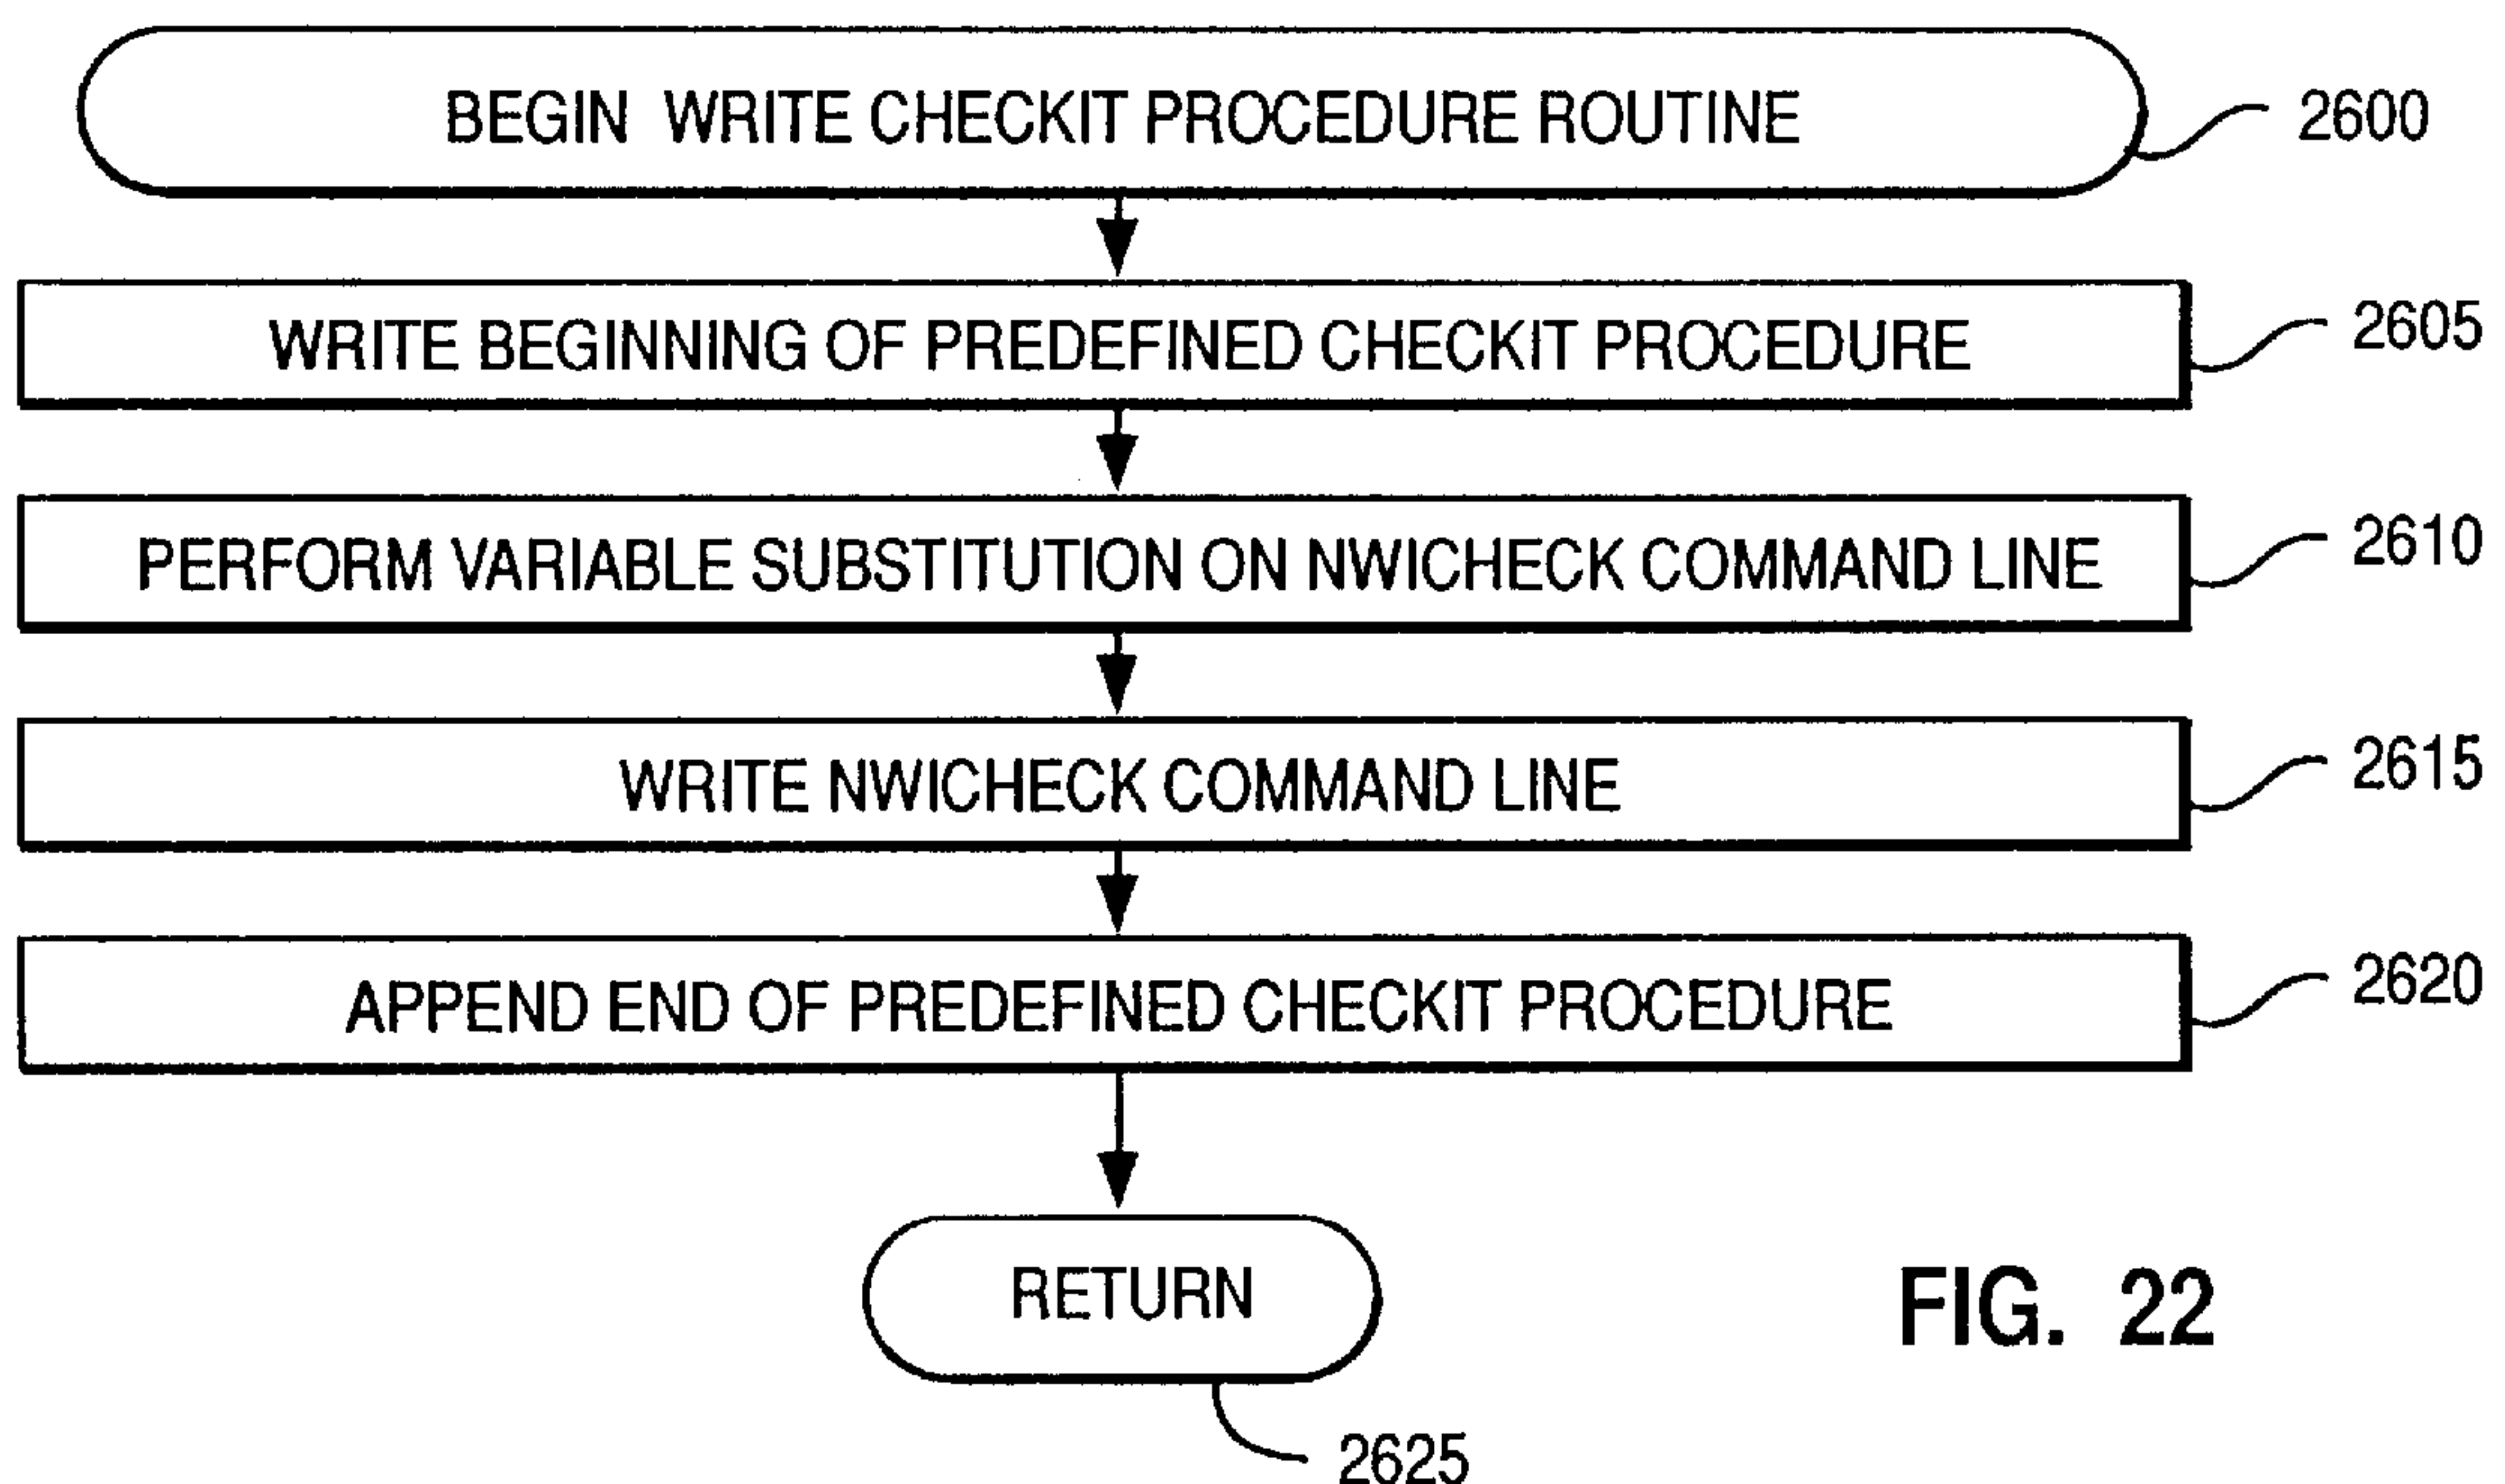 BEGIN WRITE CHECKIT PROCEDURE ROUTINE
2600
WRITE BEGINNING OF PREDEFINED CHECKIT PROCEDURE
2605
PERFORM VARIABLE SUBSTITUTION ON NWICHECK COMMAND LINE
2610
WRITE NWICHECK COMMAND LINE
2615
APPEND END OF PREDEFINED CHECKIT PROCEDURE
2620
RETURN
2625
FIG. 22